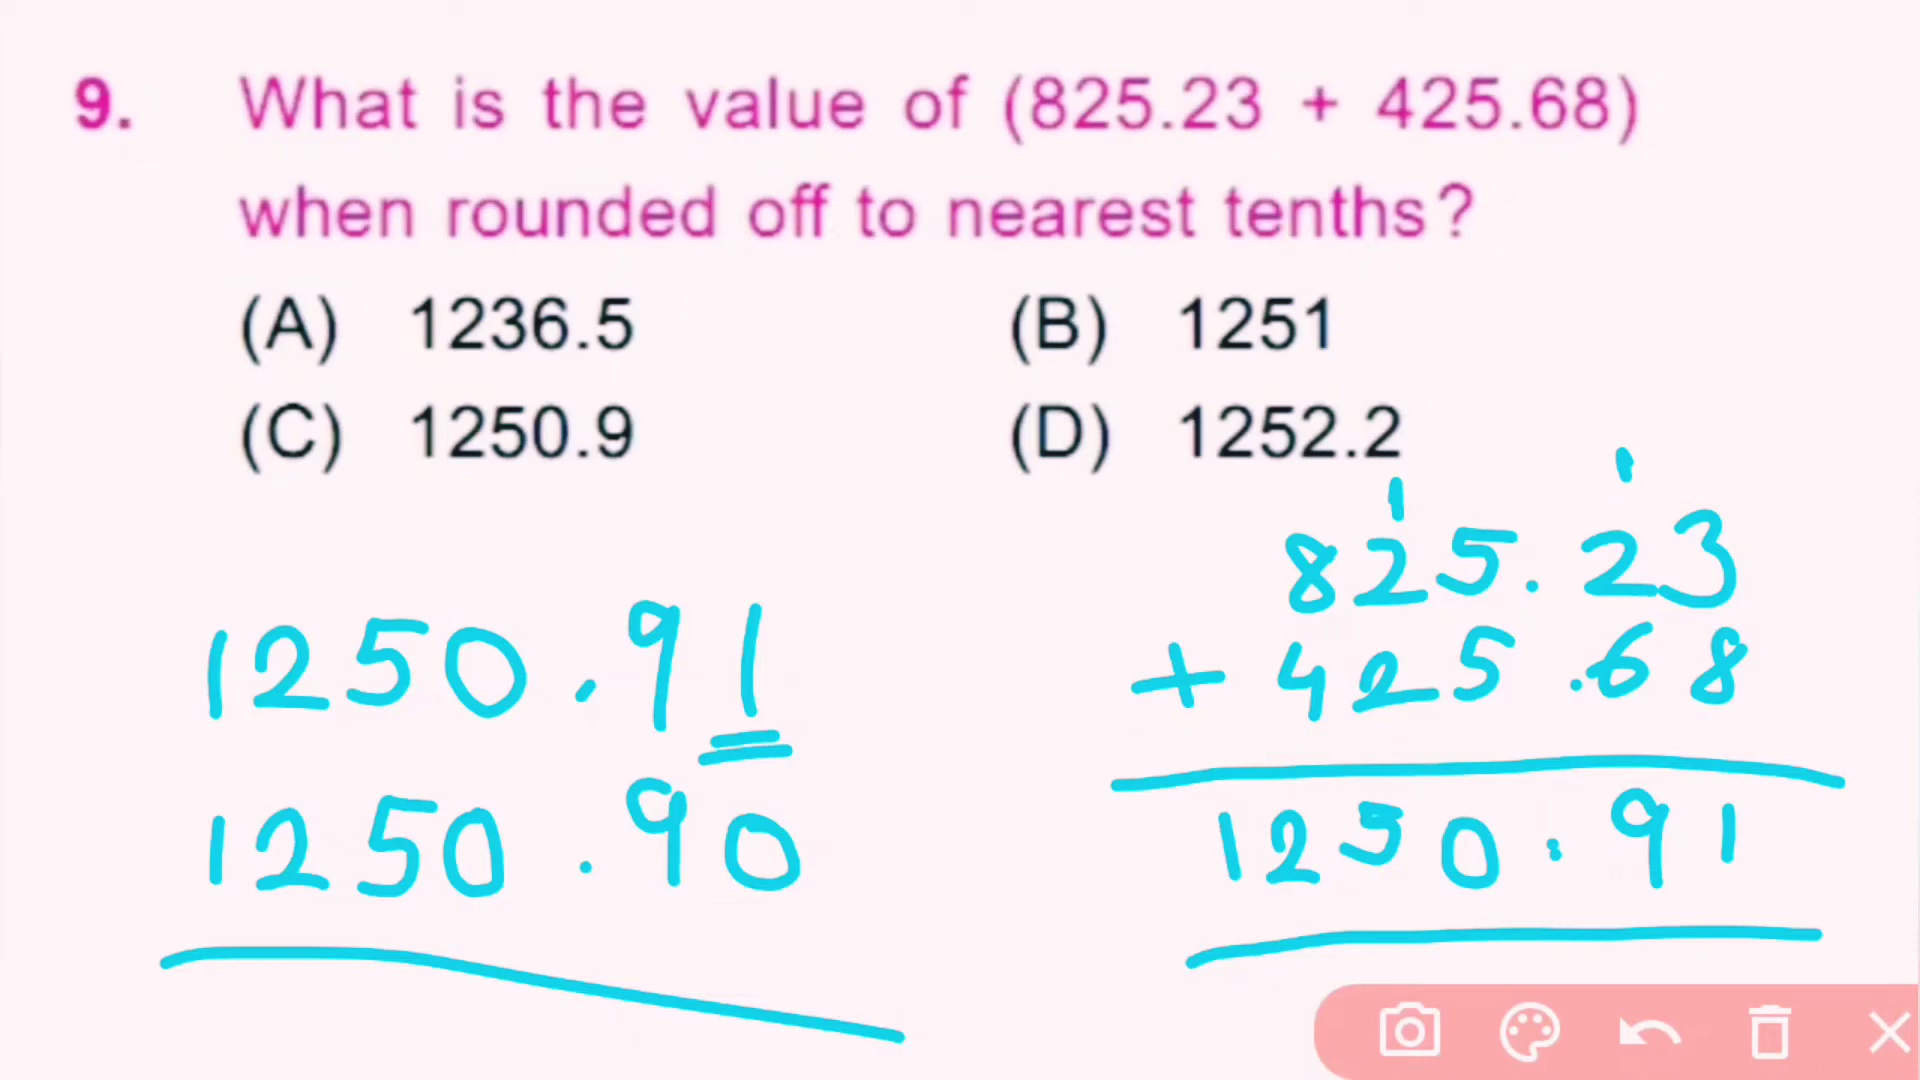 9. What is the value of (825.23 + 425.68)
when rounded off to nearest tenths?
(A) 1236.5 (B) 1251
(C) 1250.9 (D) 1252.2
1 1
825.23
+ 425.68
1250.91
1250.91
1250.90